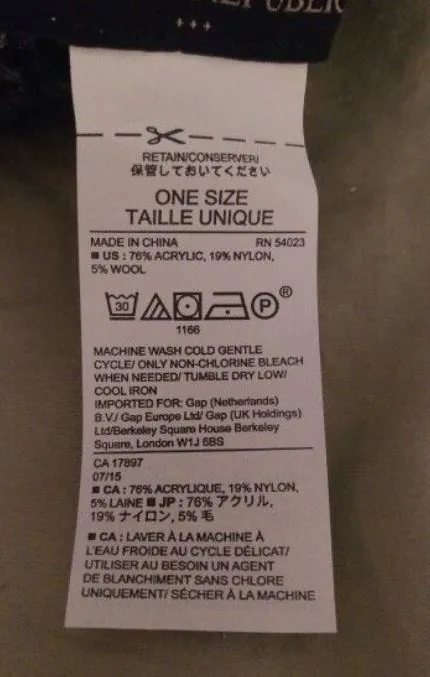 RETAIN/CONSERVER/
保管しておいてください
ONE SIZE
TAILLE UNIQUE
MADE IN CHINA RN 54023
■ US : 76% ACRYLIC, 19% NYLON,
5% WOOL
30 P®
1166
MACHINE WASH COLD GENTLE
CYCLE/ ONLY NON-CHLORINE BLEACH
WHEN NEEDED/ TUMBLE DRY LOW/
COOL IRON
IMPORTED FOR: Gap (Netherlands)
B.V./ Gap Europe Ltd/ Gap (UK Holdings)
Ltd/Berkeley Square House Berkeley
Square, London W1J 6BS
CA 17897
07/15
■ CA : 76% ACRYLIQUE, 19% NYLON,
5% LAINE ■ JP : 76% アクリル,
19% ナイロン, 5% 毛
■ CA : LAVER À LA MACHINE À
L'EAU FROIDE AU CYCLE DÉLICAT/
UTILISER AU BESOIN UN AGENT
DE BLANCHIMENT SANS CHLORE
UNIQUEMENT/ SÉCHER À LA MACHINE